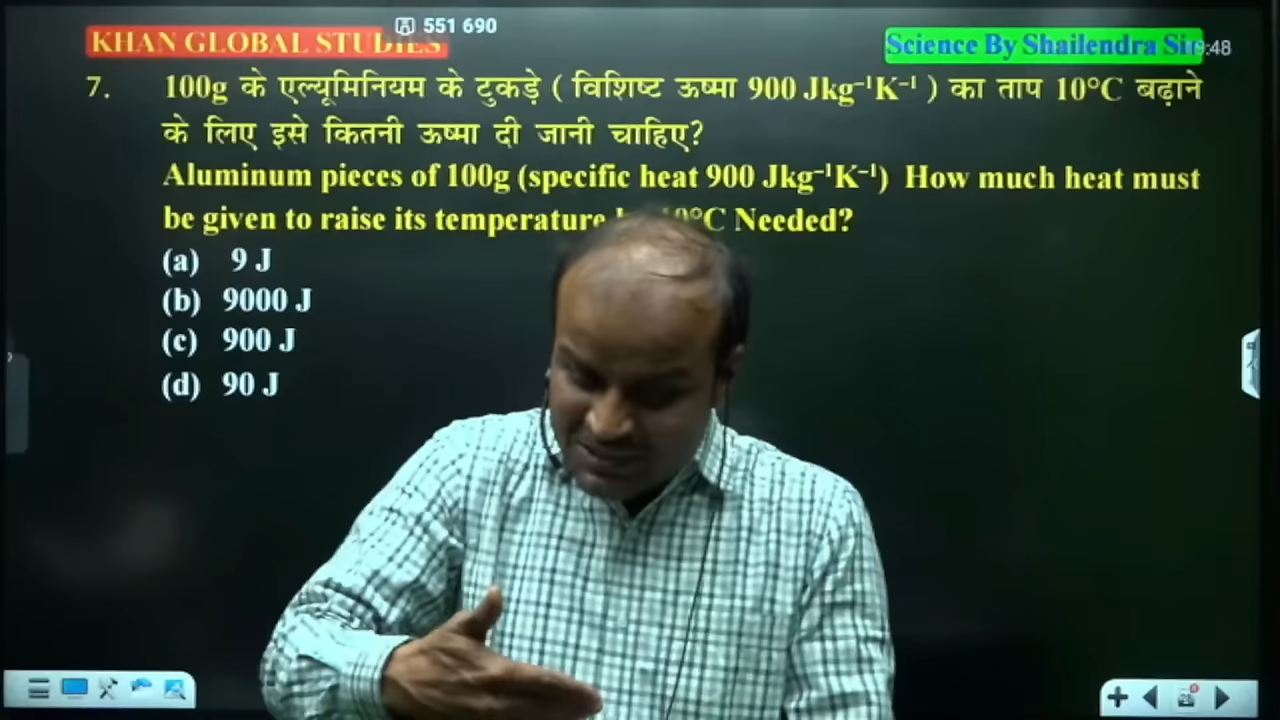 KHAN GLOBAL STUDIES
551 690
Science By Shailendra Sir
9:48
7. 100g के एल्यूमिनियम के टुकड़े ( विशिष्ट ऊष्मा 900 Jkg⁻¹K⁻¹ ) का ताप 10°C बढ़ाने
के लिए इसे कितनी ऊष्मा दी जानी चाहिए?
Aluminum pieces of 100g (specific heat 900 Jkg⁻¹K⁻¹) How much heat must
be given to raise its temperature 10°C Needed?
(a) 9 J
(b) 9000 J
(c) 900 J
(d) 90 J